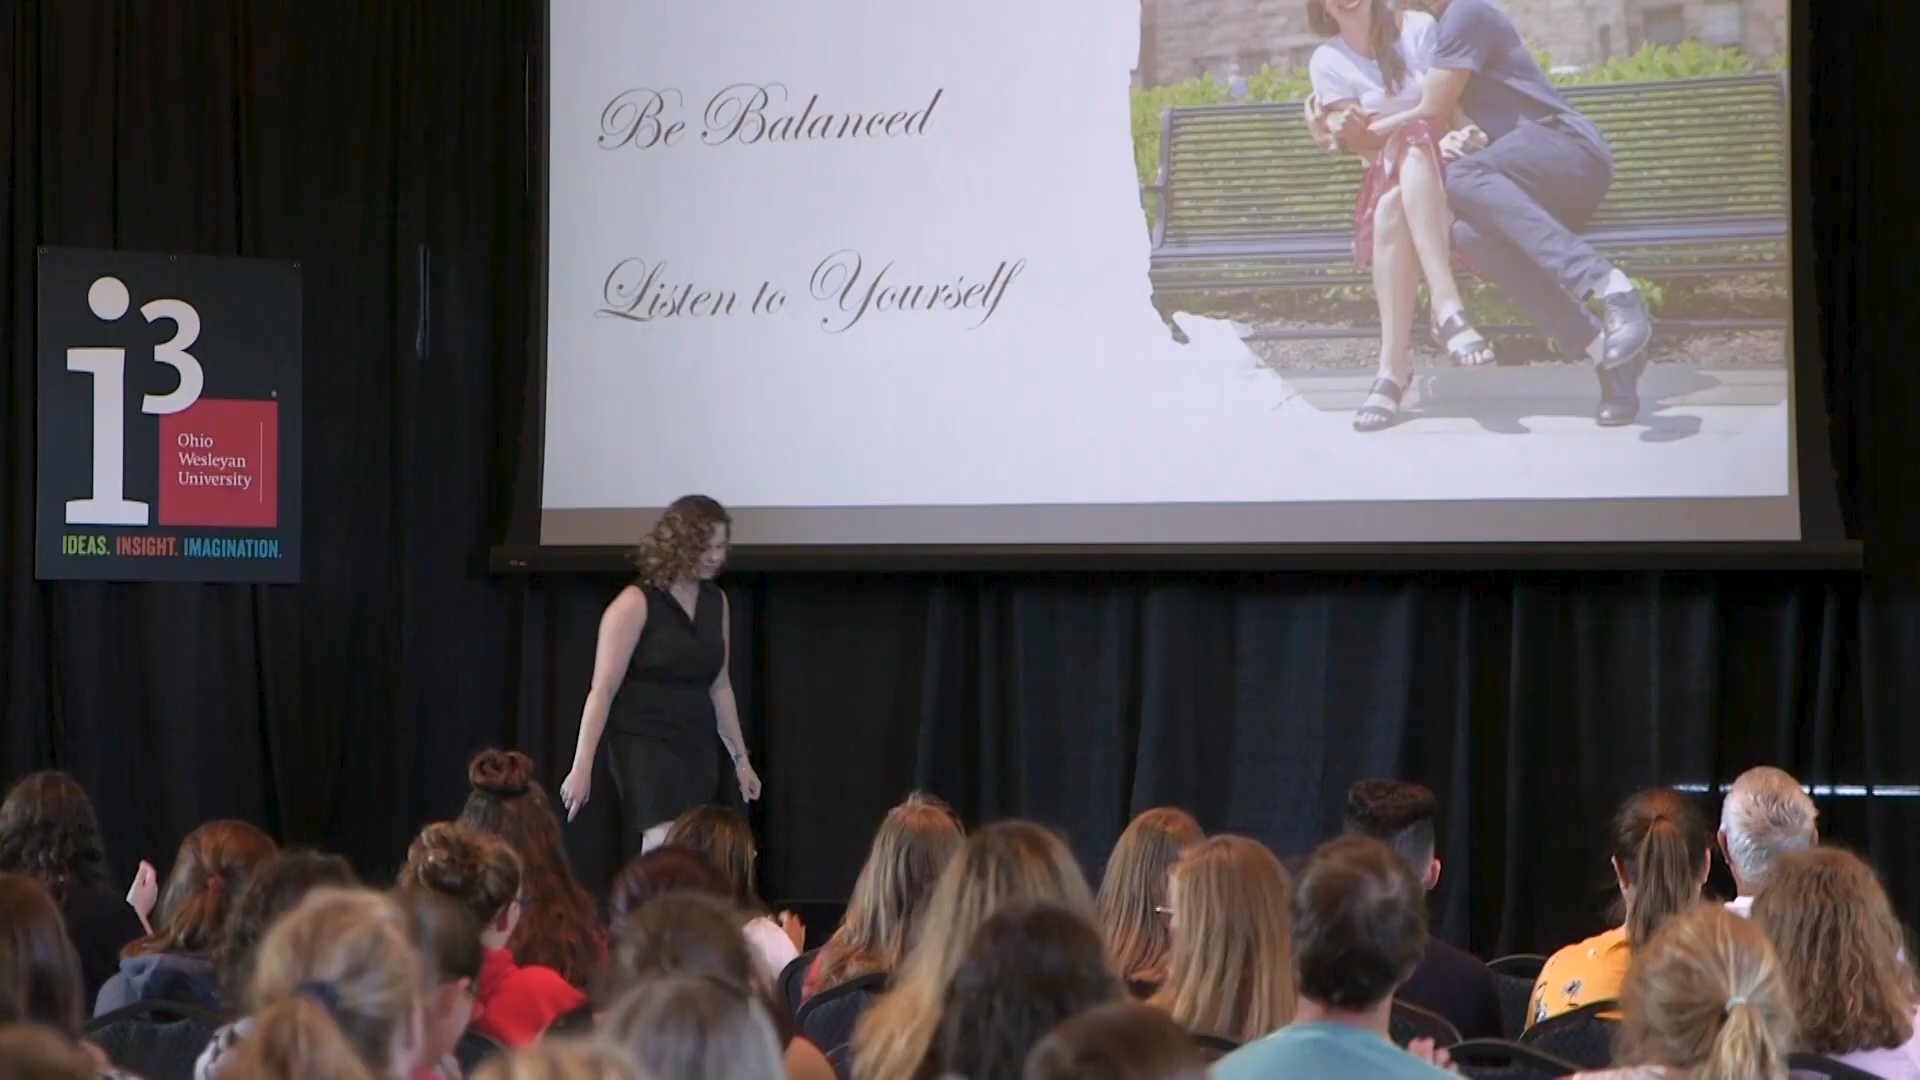 Be Balanced
Listen to Yourself
i3
Ohio
Wesleyan
University
IDEAS. INSIGHT. IMAGINATION.